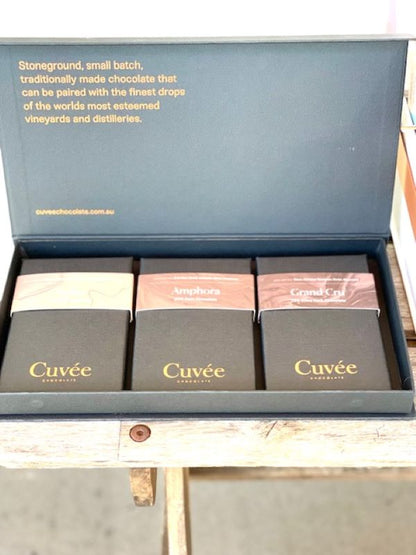 Stoneground, small batch,
traditionally made chocolate that
can be paired with the finest drops
of the worlds most esteemed
vineyards and distilleries.
cuveechocolate.com.au
Amphora
Grand Cru
Cuvée
CHOCOLATE
Cuvée
CHOCOLATE
Cuvée
CHOCOLATE